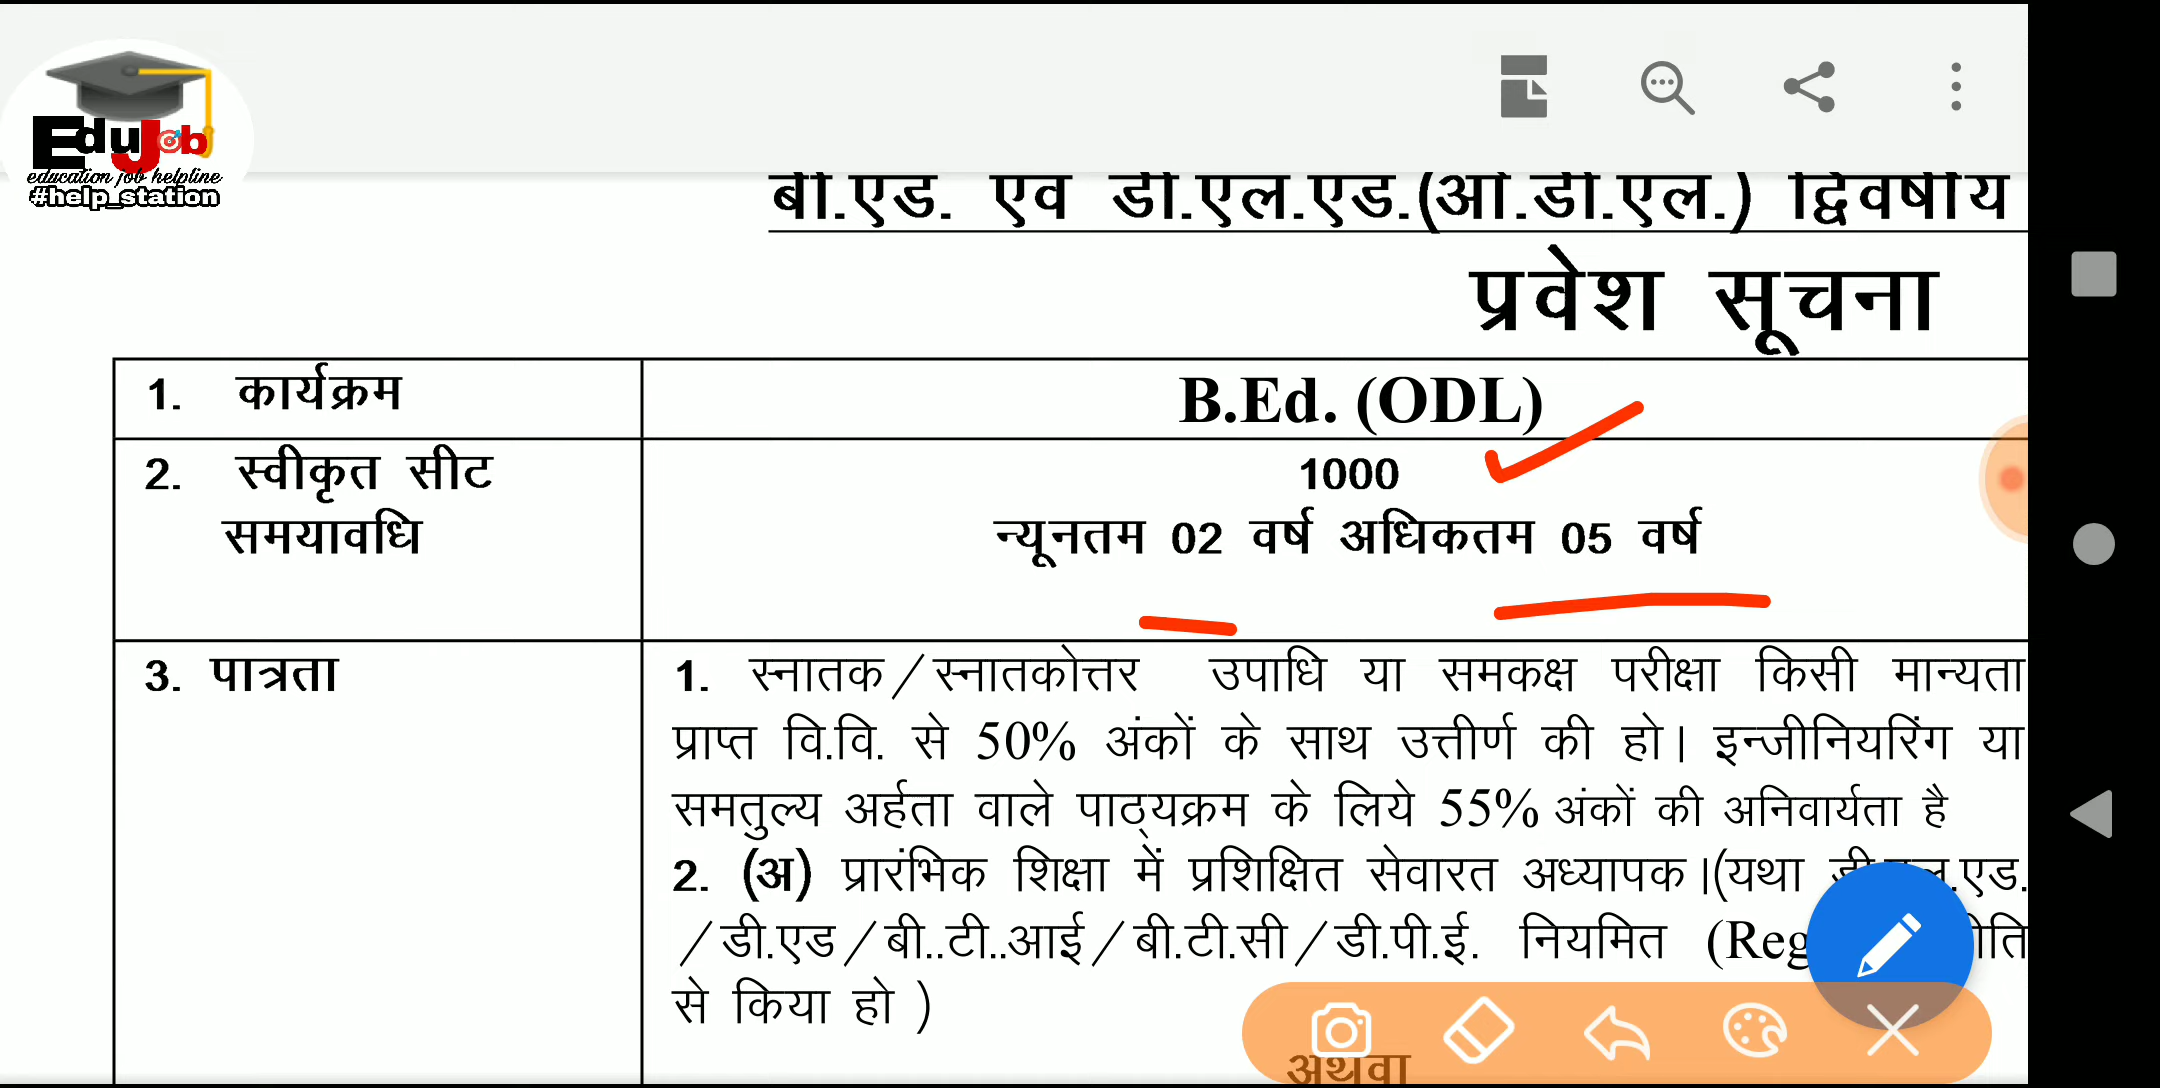 EduJob
education job helpline
#help_station
बी.एड. एवं डी.एल.एड.(ओ.डी.एल.) द्विवर्षीय
प्रवेश सूचना
1. कार्यक्रम
B.Ed. (ODL)
2. स्वीकृत सीट
1000
समयावधि
न्यूनतम 02 वर्ष अधिकतम 05 वर्ष
3. पात्रता
1. स्नातक/स्नातकोत्तर उपाधि या समकक्ष परीक्षा किसी मान्यता
प्राप्त वि.वि. से 50% अंकों के साथ उत्तीर्ण की हो। इन्जीनियरिंग या
समतुल्य अर्हता वाले पाठ्यक्रम के लिये 55% अंकों की अनिवार्यता है
2. (अ) प्रारंभिक शिक्षा में प्रशिक्षित सेवारत अध्यापक।(यथा
/डी.एड/बी..टी..आई/बी.टी.सी/डी.पी.ई. नियमित
से किया हो )
अथवा